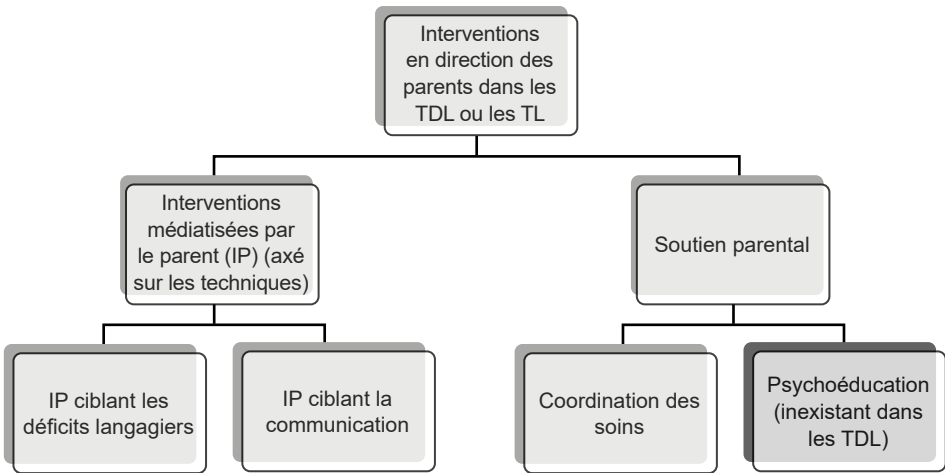 Interventions
en direction des
parents dans les
TDL ou les TL
Interventions
médiatisées par
le parent (IP) (axé
sur les techniques)
Soutien parental
IP ciblant les
déficits langagiers
IP ciblant la
communication
Coordination des
soins
Psychoéducation
(inexistant dans
les TDL)